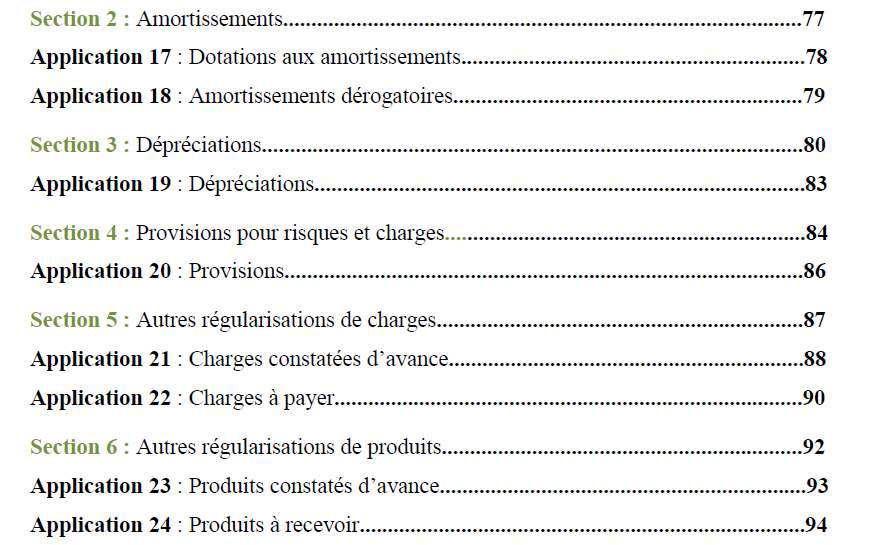 Section 2 : Amortissements............................................................................................77
Application 17 : Dotations aux amortissements.............................................................78
Application 18 : Amortissements dérogatoires..............................................................79
Section 3 : Dépréciations................................................................................................80
Application 19 : Dépréciations.......................................................................................83
Section 4 : Provisions pour risques et charges................................................................84
Application 20 : Provisions............................................................................................86
Section 5 : Autres régularisations de charges.................................................................87
Application 21 : Charges constatées d’avance...............................................................88
Application 22 : Charges à payer...................................................................................90
Section 6 : Autres régularisations de produits................................................................92
Application 23 : Produits constatés d’avance.................................................................93
Application 24 : Produits à recevoir...............................................................................94